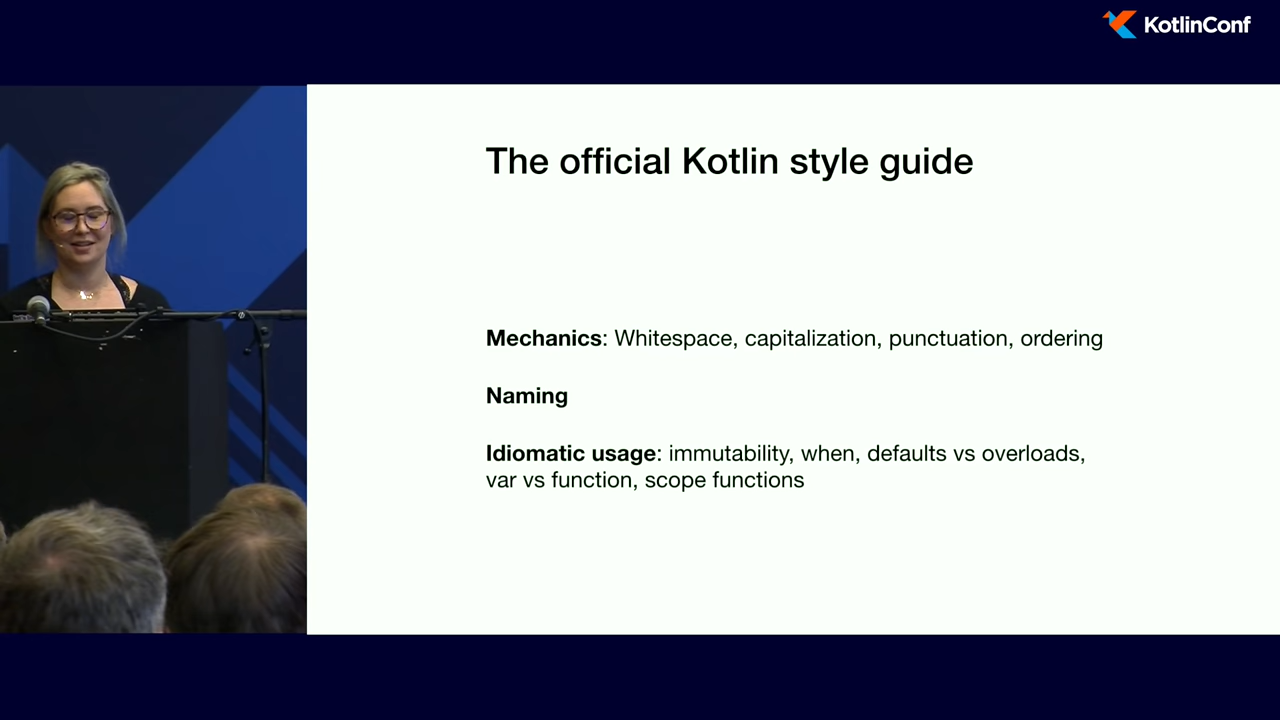 KotlinConf
The official Kotlin style guide
Mechanics: Whitespace, capitalization, punctuation, ordering
Naming
Idiomatic usage: immutability, when, defaults vs overloads,
var vs function, scope functions